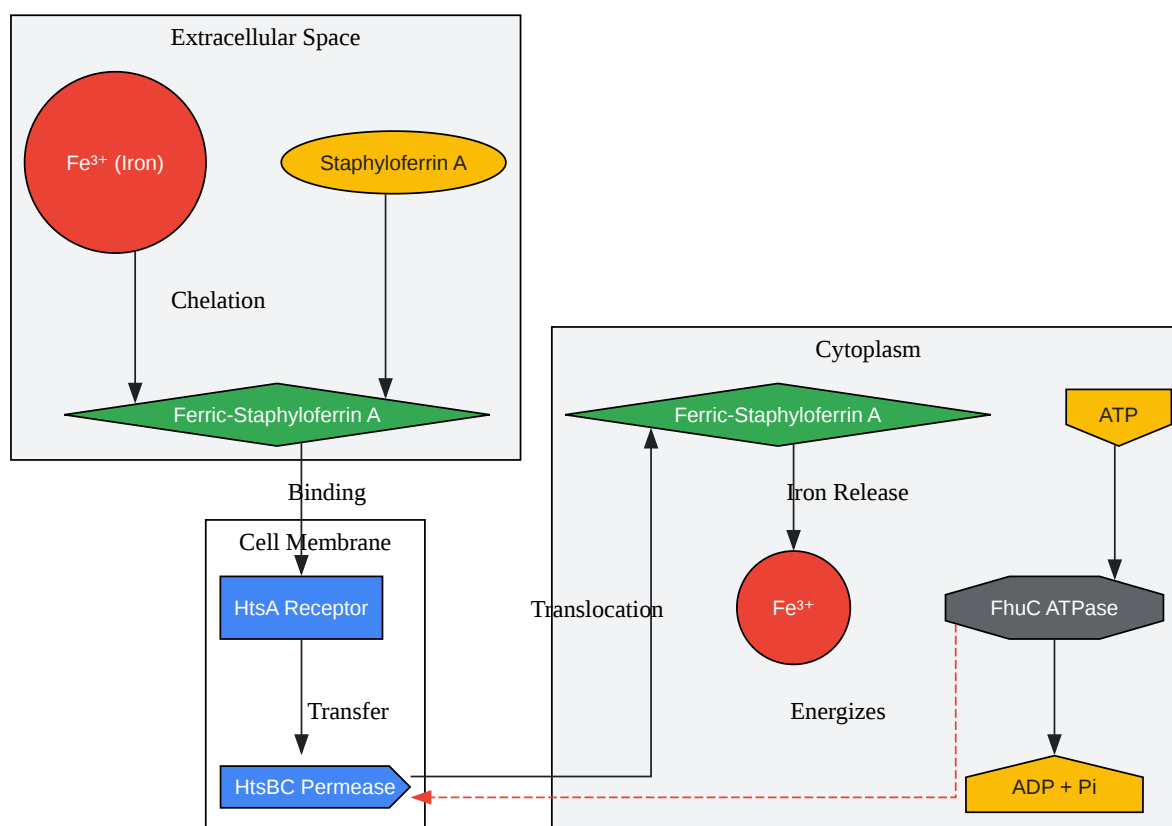 Extracellular Space
Fe³⁺ (Iron)
Staphyloferrin A
Chelation
Ferric-Staphyloferrin A
Binding
Cell Membrane
HtsA Receptor
Transfer
HtsBC Permease
Translocation
Cytoplasm
Ferric-Staphyloferrin A
ATP
Iron Release
Fe³⁺
FhuC ATPase
Energizes
ADP + Pi